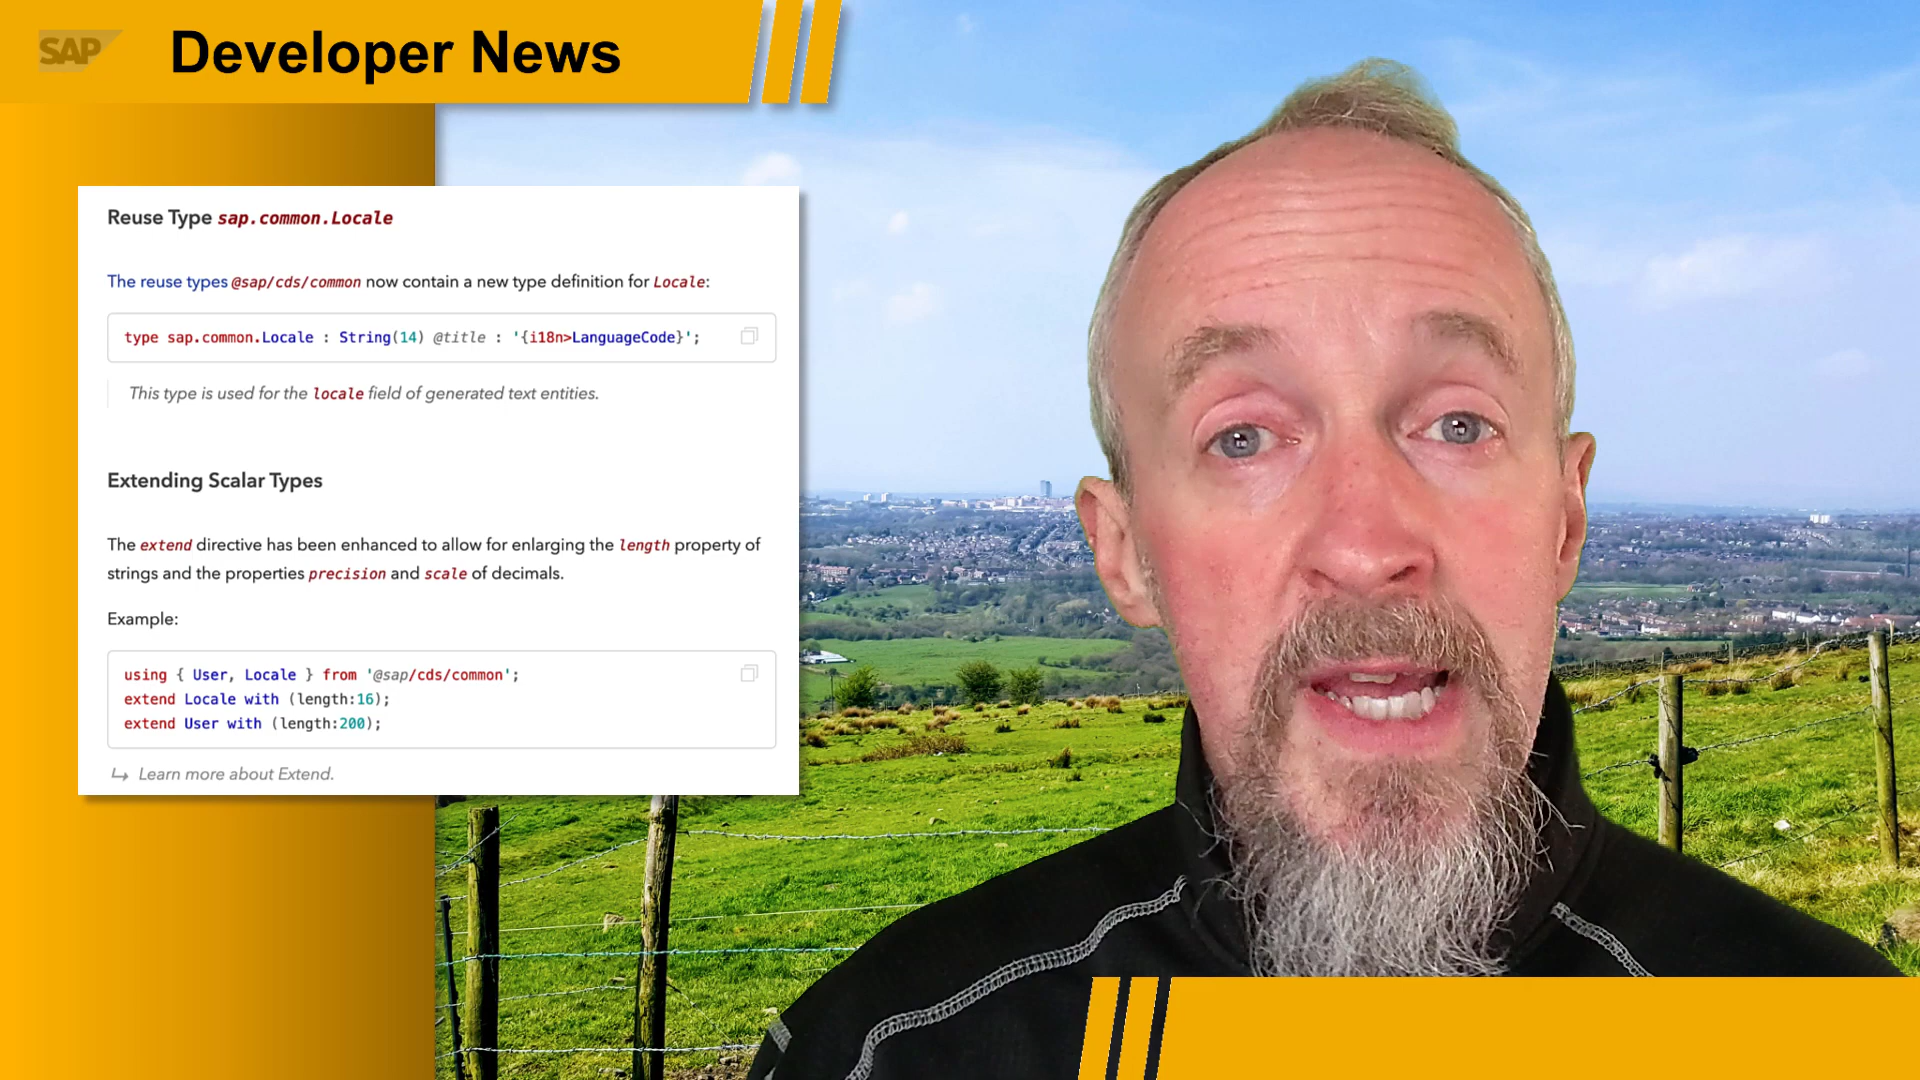 SAP
Developer News
Reuse Type sap.common.Locale
The reuse types @sap/cds/common now contain a new type definition for Locale:
type sap.common.Locale : String(14) @title : '{i18n>LanguageCode}';
This type is used for the locale field of generated text entities.
Extending Scalar Types
The extend directive has been enhanced to allow for enlarging the length property of
strings and the properties precision and scale of decimals.
Example:
using { User, Locale } from '@sap/cds/common';
extend Locale with (length:16);
extend User with (length:200);
↳ Learn more about Extend.